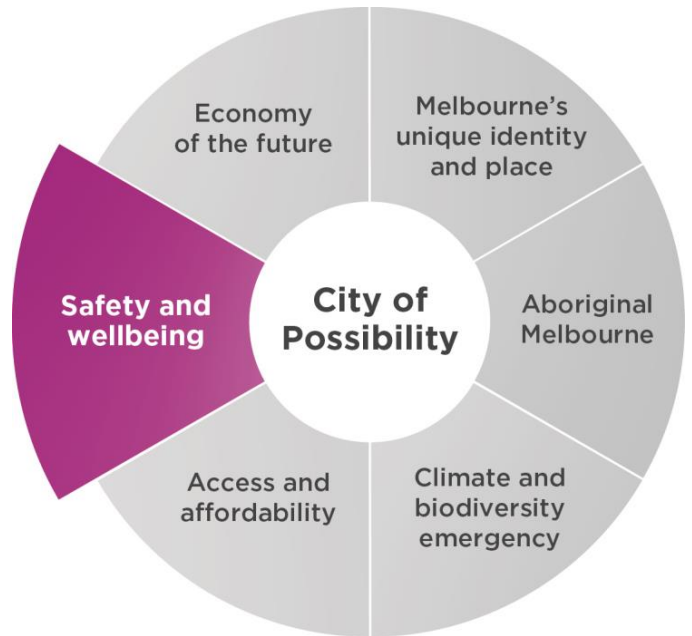 Economy
of the future
Melbourne’s
unique identity
and place
Safety and
wellbeing
City of
Possibility
Aboriginal
Melbourne
Access and
affordability
Climate and
biodiversity
emergency